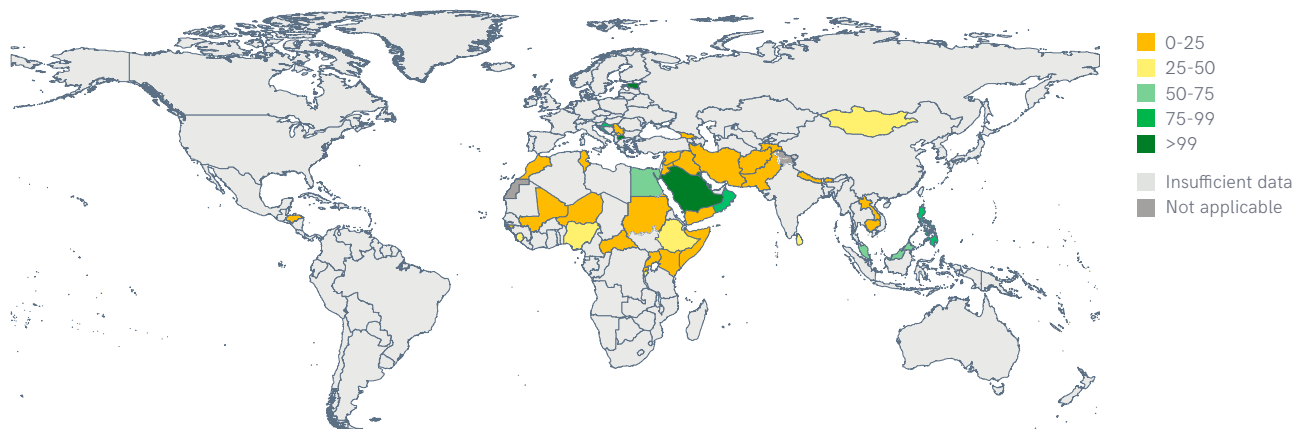 0-25
25-50
50-75
75-99
>99
Insufficient data
Not applicable